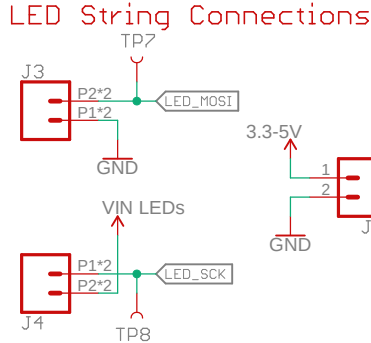 LED String Connections
TP7
J3
P2*2
LED_MOSI
P1*2
3.3-5V
GND
1
2
VIN LEDs
J
GND
P1*2
LED_SCK
P2*2
J4
TP8